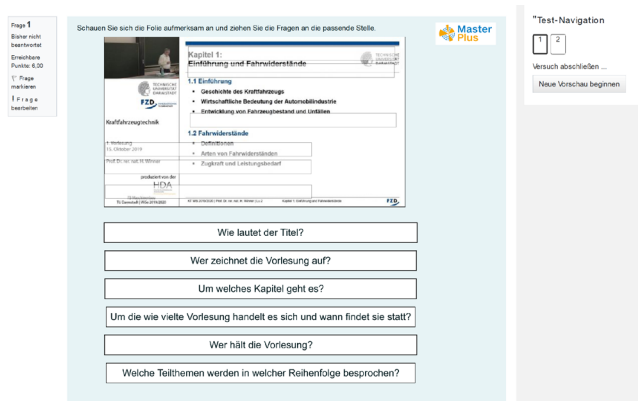 Frage 1
Bisher nicht
beantwortet
Erreichbare
Punkte: 6,00
Frage
markieren
Frage
bearbeiten
Schauen Sie sich die Folie aufmerksam an und ziehen Sie die Fragen an die passende Stelle.
Master
Plus
Kapitel 1:
Einführung und Fahrwiderstände
TECHNISCHE
UNIVERSITÄT
DARMSTADT
FZD
Kraftfahrzeugtechnik
1. Vorlesung
15. Oktober 2019
Prof. Dr. rer. nat. H. Winner
produziert von der
HDA
1.1 Einführung
Geschichte des Kraftfahrzeugs
Wirtschaftliche Bedeutung der Automobilindustrie
Entwicklung von Fahrzeugbestand und Unfällen
1.2 Fahrwiderstände
Definitionen
Arten von Fahrwiderständen
Zugkraft und Leistungsbedarf
FZD
Wie lautet der Titel?
Wer zeichnet die Vorlesung auf?
Um welches Kapitel geht es?
Um die wie vielte Vorlesung handelt es sich und wann findet sie statt?
Wer hält die Vorlesung?
Welche Teilthemen werden in welcher Reihenfolge besprochen?
"Test-Navigation
1 2
Versuch abschließen ...
Neue Vorschau beginnen